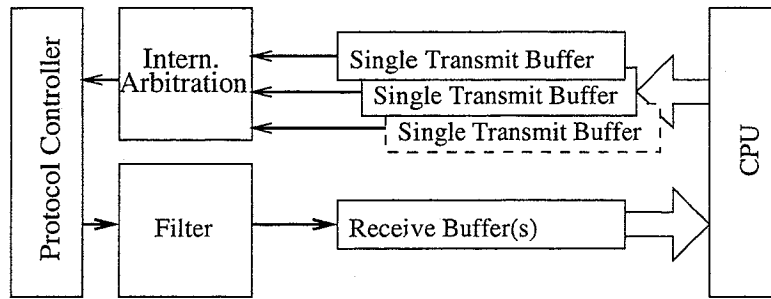 Protocol Controller
Intern.
Arbitration
Single Transmit Buffer
Single Transmit Buffer
Single Transmit Buffer
CPU
Filter
Receive Buffer(s)